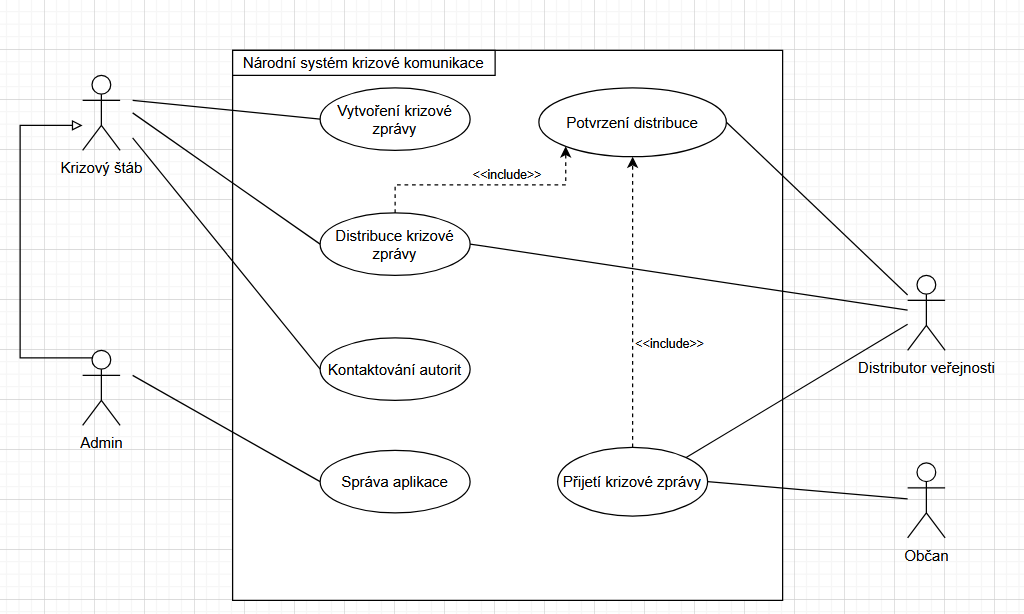 Národní systém krizové komunikace
Vytvoření krizové
zprávy
Potvrzení distribuce
Krizový štáb
<<include>>
Distribuce krizové
zprávy
<<include>>
Distributor veřejnosti
Kontaktování autorit
Admin
Správa aplikace
Přijetí krizové zprávy
Občan